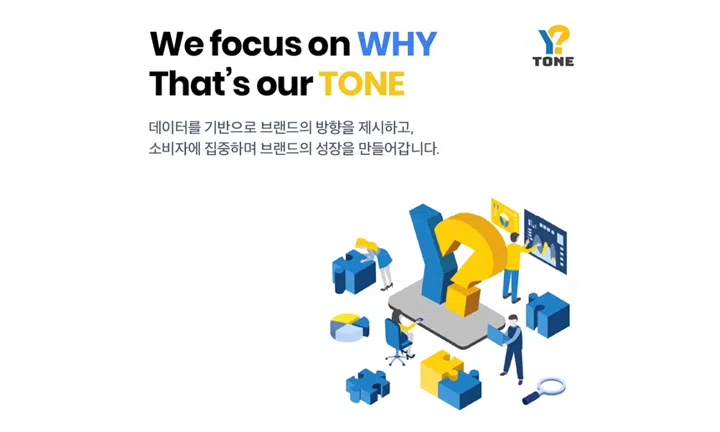 We focus on WHY
That's our TONE
Y?
TONE
데이터를 기반으로 브랜드의 방향을 제시하고,
소비자에 집중하며 브랜드의 성장을 만들어갑니다.
Y?